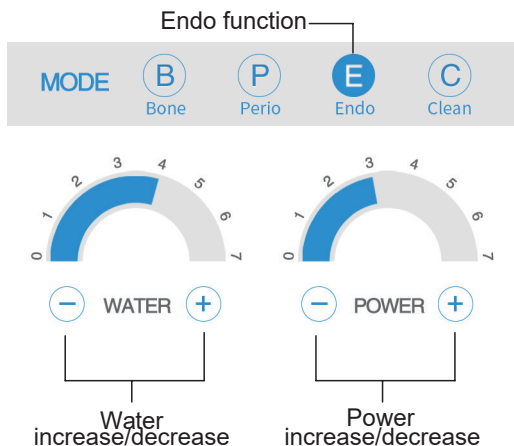 Endo function
MODE B P E C
Bone Perio Endo Clean
0 1 2 3 4 5 6 7
0 1 2 3 4 5 6 7
− WATER +
− POWER +
Water
increase/decrease
Power
increase/decrease